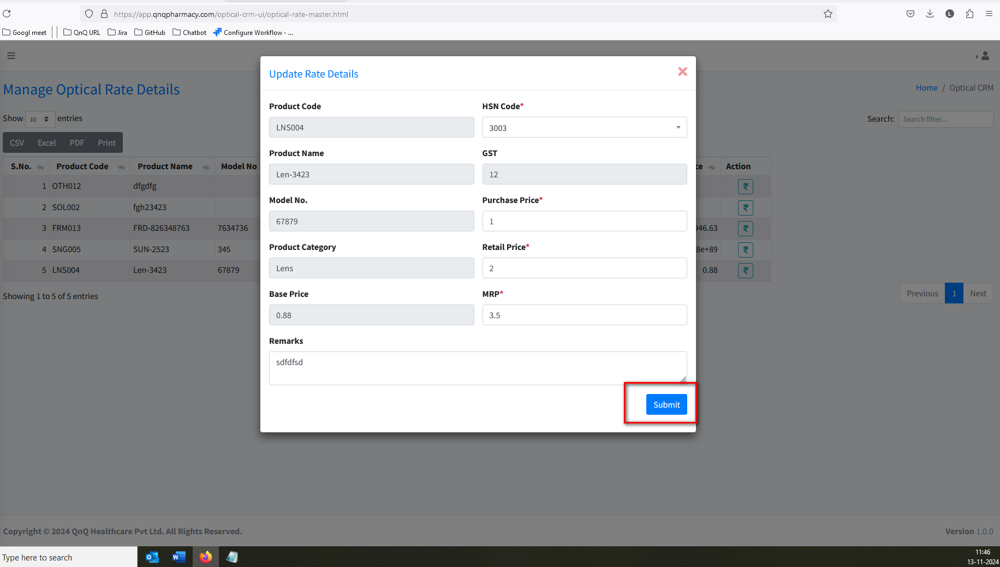 https://app.qnqpharmacy.com/optical-crm-ui/optical-rate-master.html
L
Googl meet QnQ URL Jira GitHub Chatbot Configure Workflow - ...
Update Rate Details
Manage Optical Rate Details
Home / Optical CRM
Show 10 entries
Search: Search filter...
CSV Excel PDF Print
S.No. Product Code Product Name Model No ce Action
1 OTH012 dfgdfg ₹
2 SOL002 fgh23423 ₹
3 FRM013 FRD-826348763 7634736 946.63 ₹
4 SNG005 SUN-2523 345 8e+89 ₹
5 LNS004 Len-3423 67879 0.88 ₹
Showing 1 to 5 of 5 entries
Previous 1 Next
Product Code HSN Code*
LNS004 3003
Product Name GST
Len-3423 12
Model No. Purchase Price*
67879 1
Product Category Retail Price*
Lens 2
Base Price MRP*
0.88 3.5
Remarks
sdfdfsd
Submit
Copyright © 2024 QnQ Healthcare Pvt Ltd. All Rights Reserved.
Version 1.0.0
Type here to search
11:46
13-11-2024